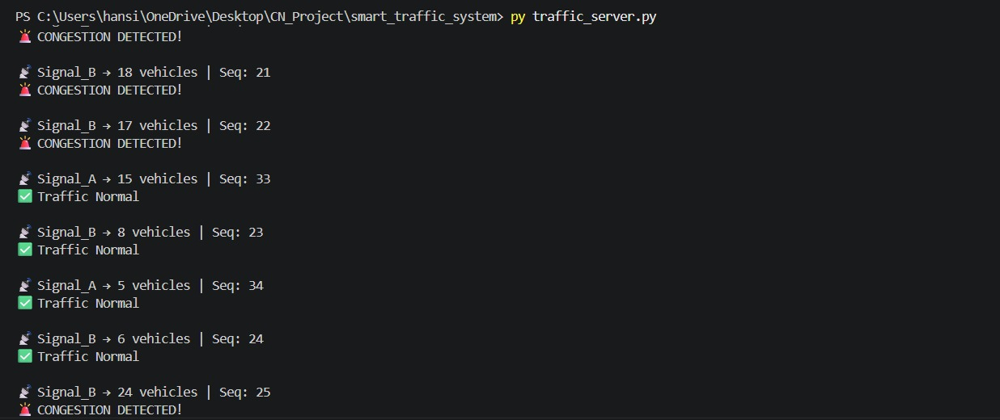 PS C:\Users\hansi\OneDrive\Desktop\CN_Project\smart_traffic_system> py traffic_server.py
🚨 CONGESTION DETECTED!
📡 Signal_B → 18 vehicles | Seq: 21
🚨 CONGESTION DETECTED!
📡 Signal_B → 17 vehicles | Seq: 22
🚨 CONGESTION DETECTED!
📡 Signal_A → 15 vehicles | Seq: 33
✅ Traffic Normal
📡 Signal_B → 8 vehicles | Seq: 23
✅ Traffic Normal
📡 Signal_A → 5 vehicles | Seq: 34
✅ Traffic Normal
📡 Signal_B → 6 vehicles | Seq: 24
✅ Traffic Normal
📡 Signal_B → 24 vehicles | Seq: 25
🚨 CONGESTION DETECTED!